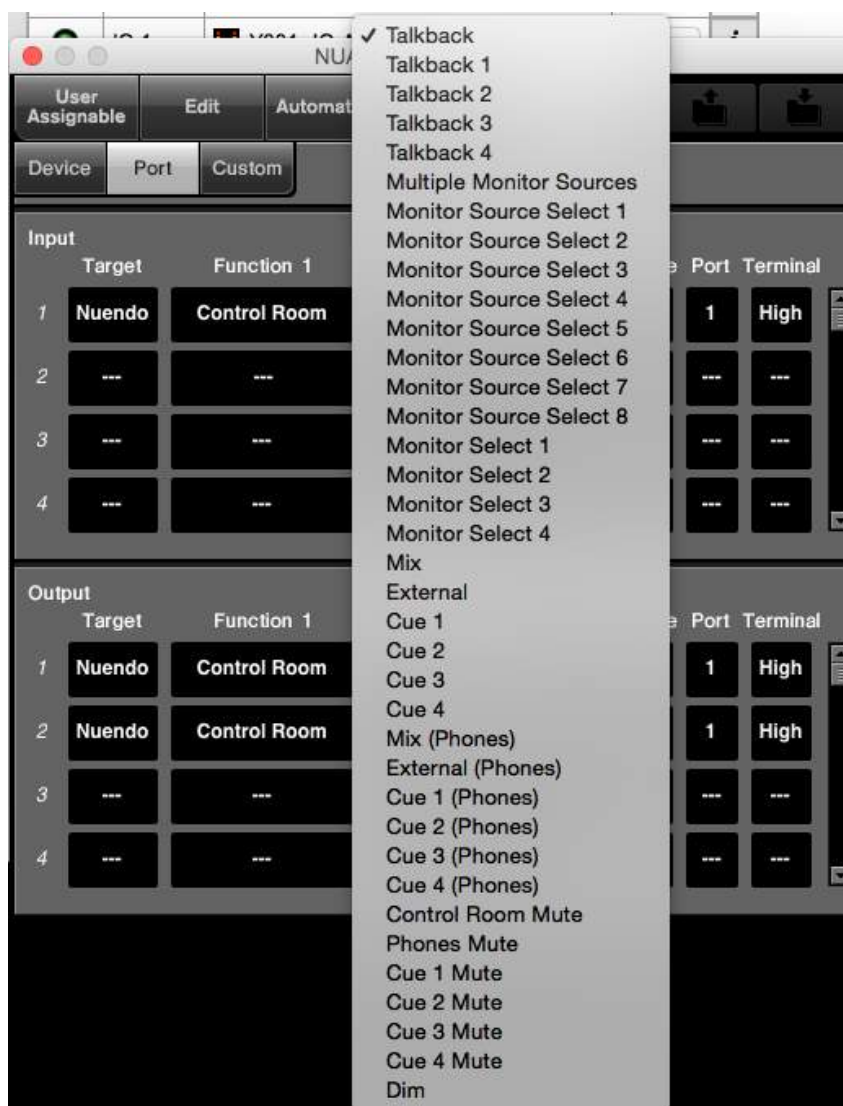 NUA
User Assignable
Edit
Automat
Device
Port
Custom
✓ Talkback
Talkback 1
Talkback 2
Talkback 3
Talkback 4
Multiple Monitor Sources
Monitor Source Select 1
Monitor Source Select 2
Monitor Source Select 3
Monitor Source Select 4
Monitor Source Select 5
Monitor Source Select 6
Monitor Source Select 7
Monitor Source Select 8
Monitor Select 1
Monitor Select 2
Monitor Select 3
Monitor Select 4
Mix
External
Cue 1
Cue 2
Cue 3
Cue 4
Mix (Phones)
External (Phones)
Cue 1 (Phones)
Cue 2 (Phones)
Cue 3 (Phones)
Cue 4 (Phones)
Control Room Mute
Phones Mute
Cue 1 Mute
Cue 2 Mute
Cue 3 Mute
Cue 4 Mute
Dim
Input
Target Function 1 e Port Terminal
1 Nuendo Control Room 1 High
2 --- --- --- ---
3 --- --- --- ---
4 --- --- --- ---
Output
Target Function 1 e Port Terminal
1 Nuendo Control Room 1 High
2 Nuendo Control Room 1 High
3 --- --- --- ---
4 --- --- --- ---